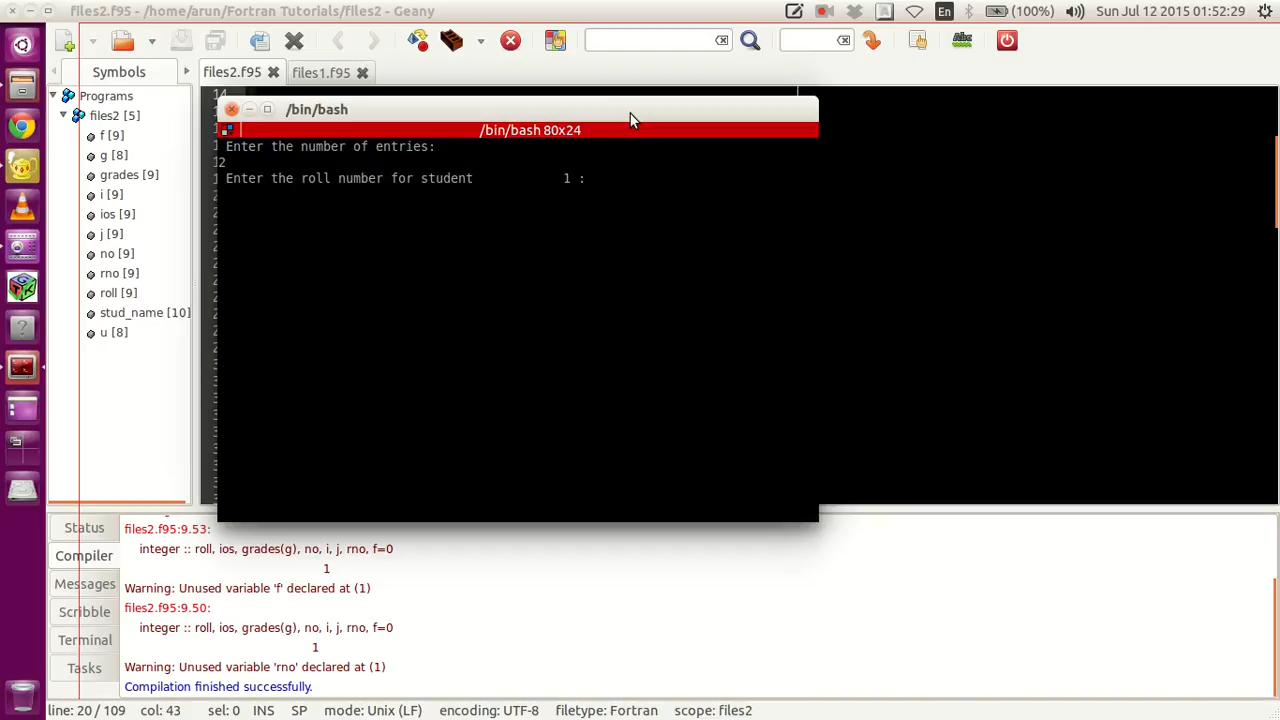 files2.f95 - /home/arun/Fortran Tutorials/files2 - Geany
En
(100%)
Sun Jul 12 2015 01:52:29
Symbols
files2.f95
files1.f95
Programs
files2 [5]
f [9]
g [8]
grades [9]
i [9]
ios [9]
j [9]
no [9]
rno [9]
roll [9]
stud_name [10]
u [8]
14
/bin/bash
/bin/bash 80x24
Enter the number of entries:
2
Enter the roll number for student 1 :
Status
Compiler
Messages
Scribble
Terminal
Tasks
files2.f95:9.53:
integer :: roll, ios, grades(g), no, i, j, rno, f=0
1
Warning: Unused variable 'f' declared at (1)
files2.f95:9.50:
integer :: roll, ios, grades(g), no, i, j, rno, f=0
1
Warning: Unused variable 'rno' declared at (1)
Compilation finished successfully.
line: 20 / 109 col: 43 sel: 0 INS SP mode: Unix (LF) encoding: UTF-8 filetype: Fortran scope: files2